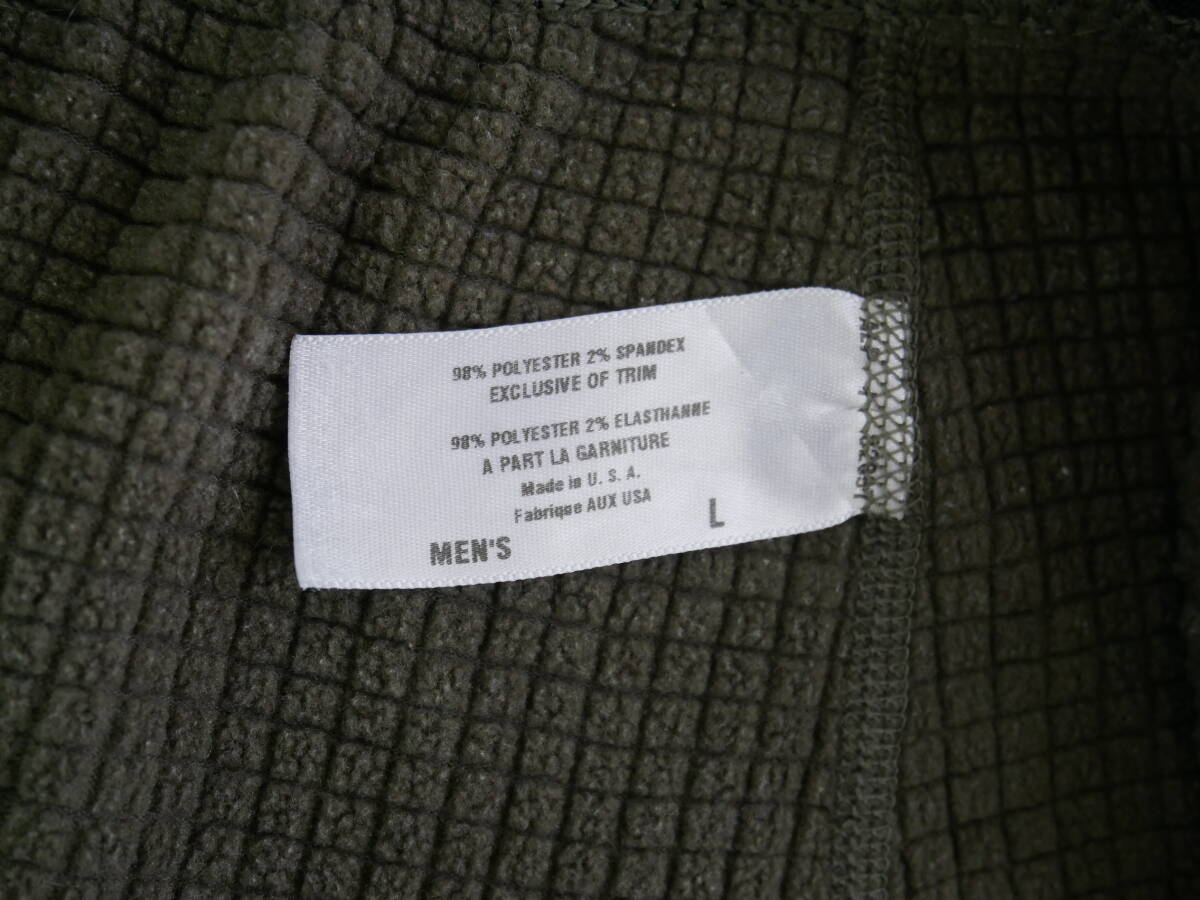 98% POLYESTER 2% SPANDEX
EXCLUSIVE OF TRIM
98% POLYESTER 2% ELASTHANNE
A PART LA GARNITURE
Made in U. S. A.
Fabrique AUX USA
MEN'S L